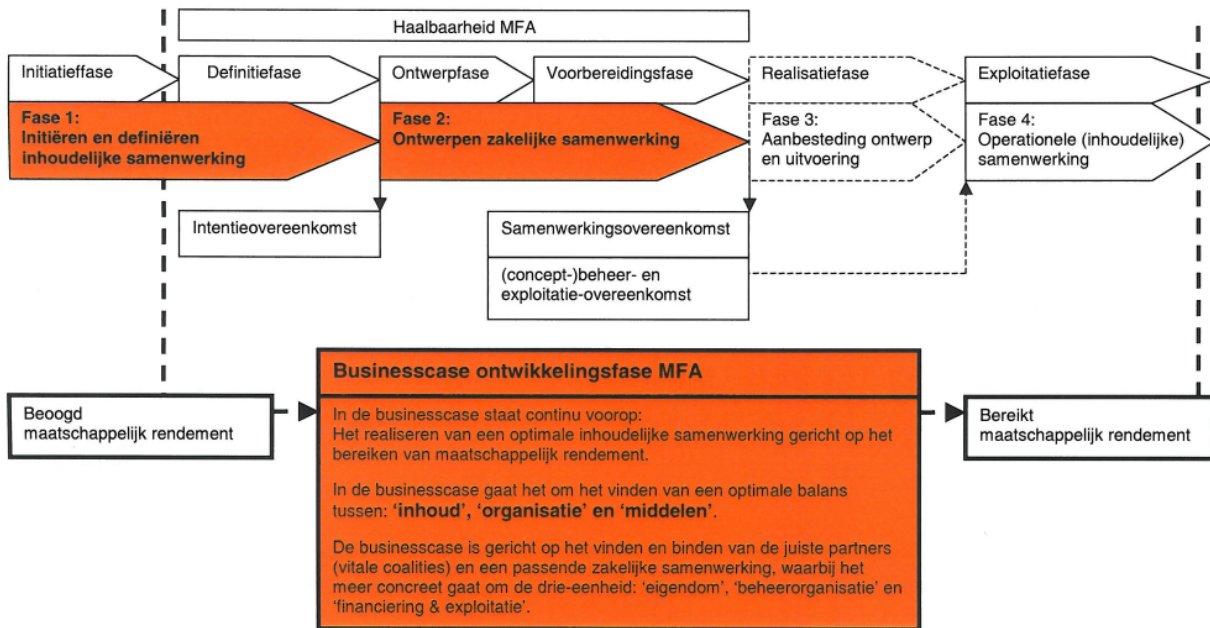 Haalbaarheid MFA
Initiatieffase
Definitiefase
Ontwerpfase
Voorbereidingsfase
Realisatiefase
Exploitatiefase
Fase 1:
Initiëren en definiëren
inhoudelijke samenwerking
Fase 2:
Ontwerpen zakelijke samenwerking
Fase 3:
Aanbesteding ontwerp
en uitvoering
Fase 4:
Operationele (inhoudelijke)
samenwerking
Intentieovereenkomst
Samenwerkingsovereenkomst
(concept-)beheer- en
exploitatie-overeenkomst
Beoogd
maatschappelijk rendement
Businesscase ontwikkelingsfase MFA
In de businesscase staat continu voorop:
Het realiseren van een optimale inhoudelijke samenwerking gericht op het
bereiken van maatschappelijk rendement.
In de businesscase gaat het om het vinden van een optimale balans
tussen: ‘inhoud’, ‘organisatie’ en ‘middelen’.
De businesscase is gericht op het vinden en binden van de juiste partners
(vitale coalities) en een passende zakelijke samenwerking, waarbij het
meer concreet gaat om de drie-eenheid: ‘eigendom’, ‘beheerorganisatie’ en
‘financiering & exploitatie’.
Bereikt
maatschappelijk rendement